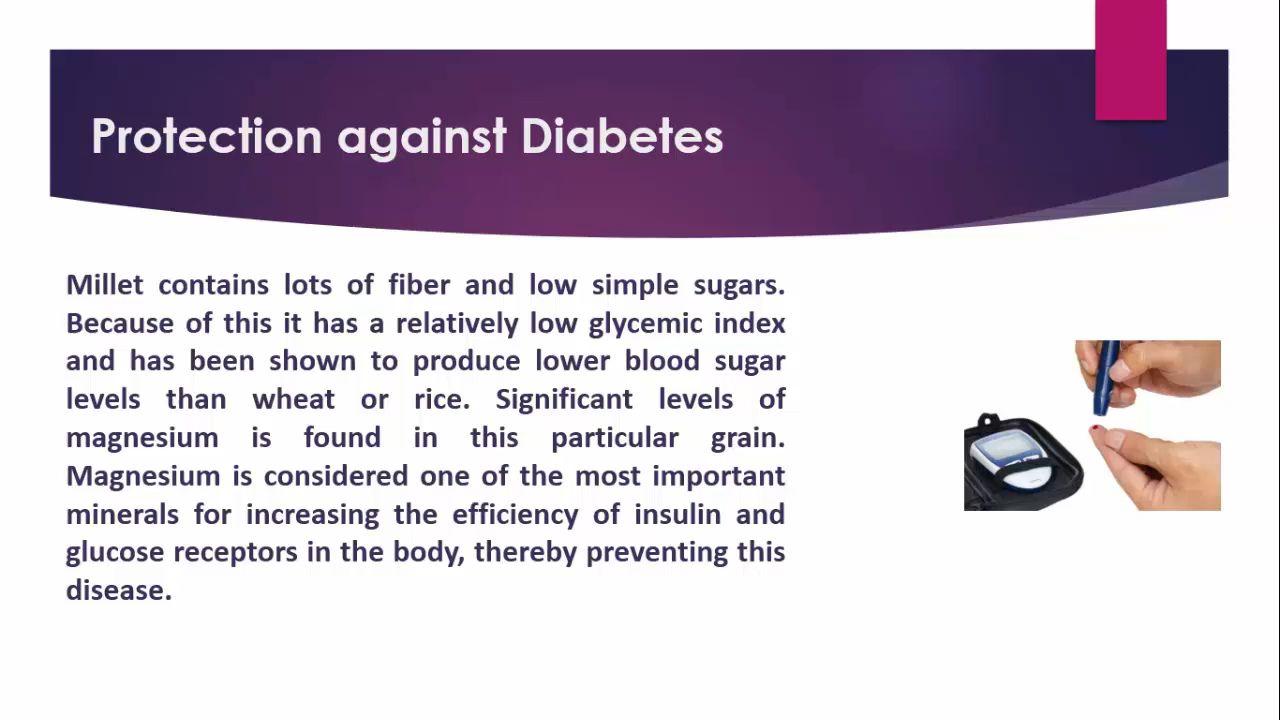 Protection against Diabetes
Millet contains lots of fiber and low simple sugars.
Because of this it has a relatively low glycemic index
and has been shown to produce lower blood sugar
levels than wheat or rice. Significant levels of
magnesium is found in this particular grain.
Magnesium is considered one of the most important
minerals for increasing the efficiency of insulin and
glucose receptors in the body, thereby preventing this
disease.